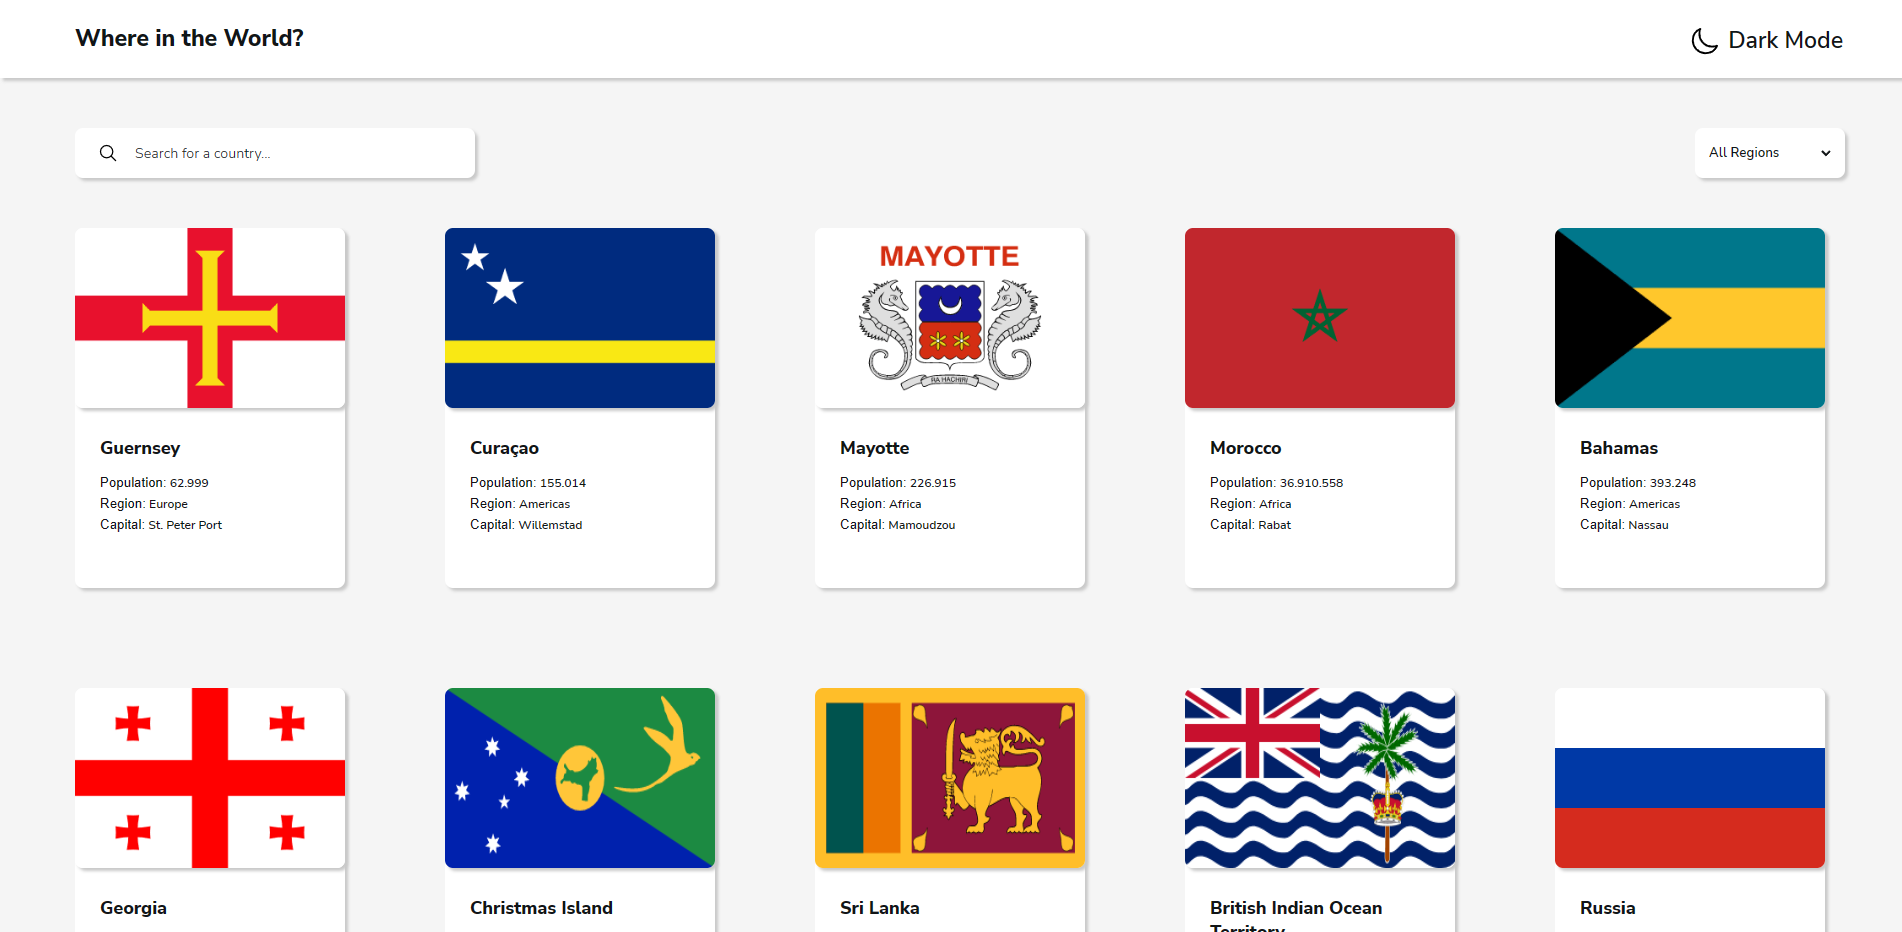 Where in the World?
Dark Mode
Search for a country...
All Regions
MAYOTTE
RA HACHIRI
Guernsey
Population: 62.999
Region: Europe
Capital: St. Peter Port
Curaçao
Population: 155.014
Region: Americas
Capital: Willemstad
Mayotte
Population: 226.915
Region: Africa
Capital: Mamoudzou
Morocco
Population: 36.910.558
Region: Africa
Capital: Rabat
Bahamas
Population: 393.248
Region: Americas
Capital: Nassau
Georgia
Christmas Island
Sri Lanka
British Indian Ocean
Territory
Russia